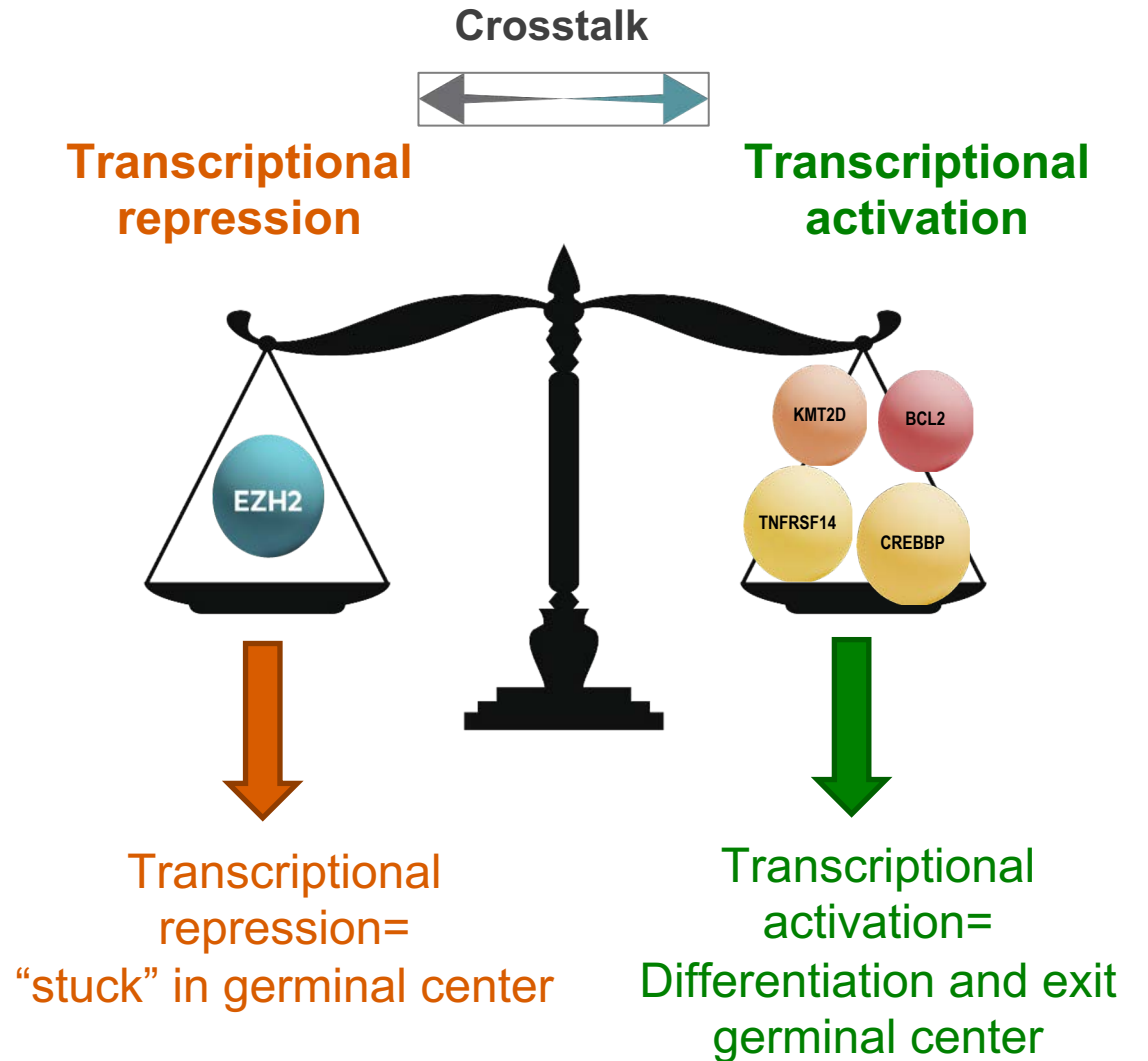 Crosstalk
Transcriptional
repression
Transcriptional
activation
EZH2
KMT2D
BCL2
TNFRSF14
CREBBP
Transcriptional
repression=
“stuck” in germinal center
Transcriptional
activation=
Differentiation and exit
germinal center